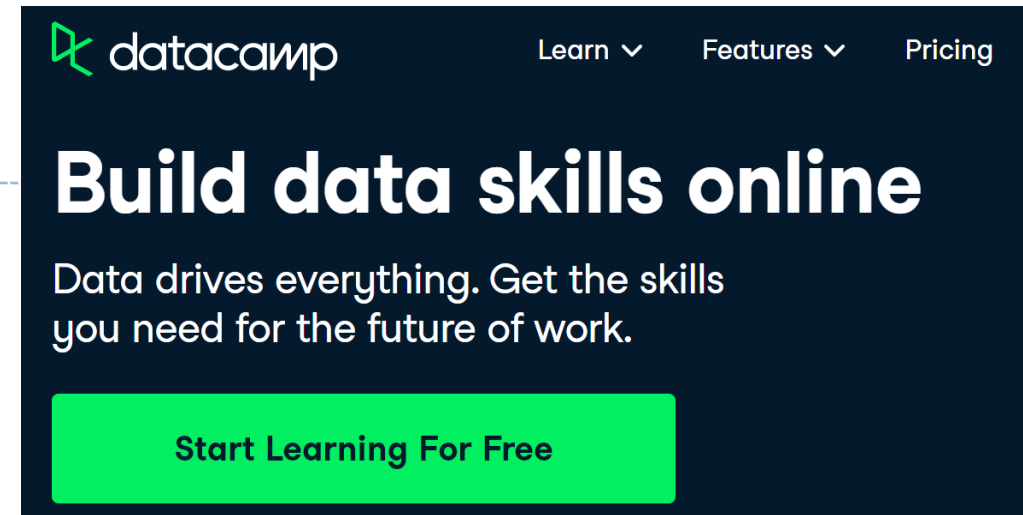 datacamp
Learn
Features
Pricing
Build data skills online
Data drives everything. Get the skills
you need for the future of work.
Start Learning For Free